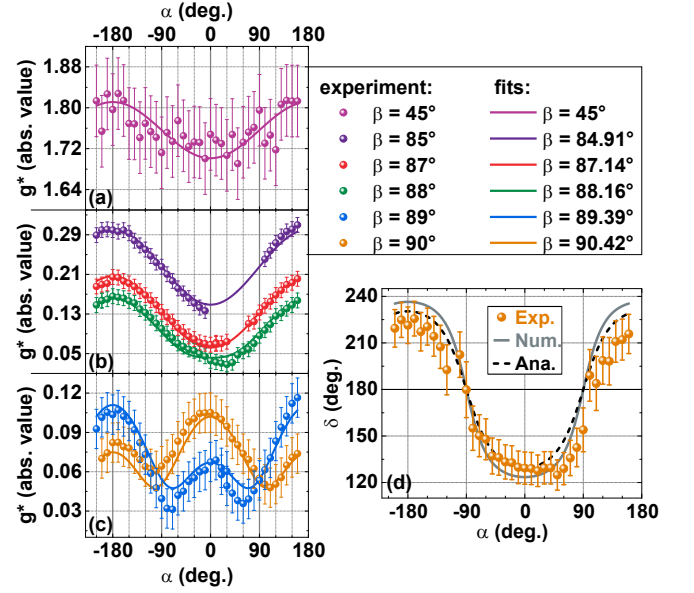 α (deg.)
-180 -90 0 90 180
g* (abs. value)
1.88
1.80
1.72
1.64
(a)
experiment: fits:
β = 45° 45°
β = 85° 84.91°
β = 87° 87.14°
β = 88° 88.16°
β = 89° 89.39°
β = 90° 90.42°
g* (abs. value)
0.29
0.21
0.13
0.05
(b)
g* (abs. value)
0.12
0.09
0.06
0.03
(c)
-180 -90 0 90 180
α (deg.)
δ (deg.)
240
210
180
150
120
Exp.
Num.
Ana.
(d)
-180 -90 0 90 180
α (deg.)